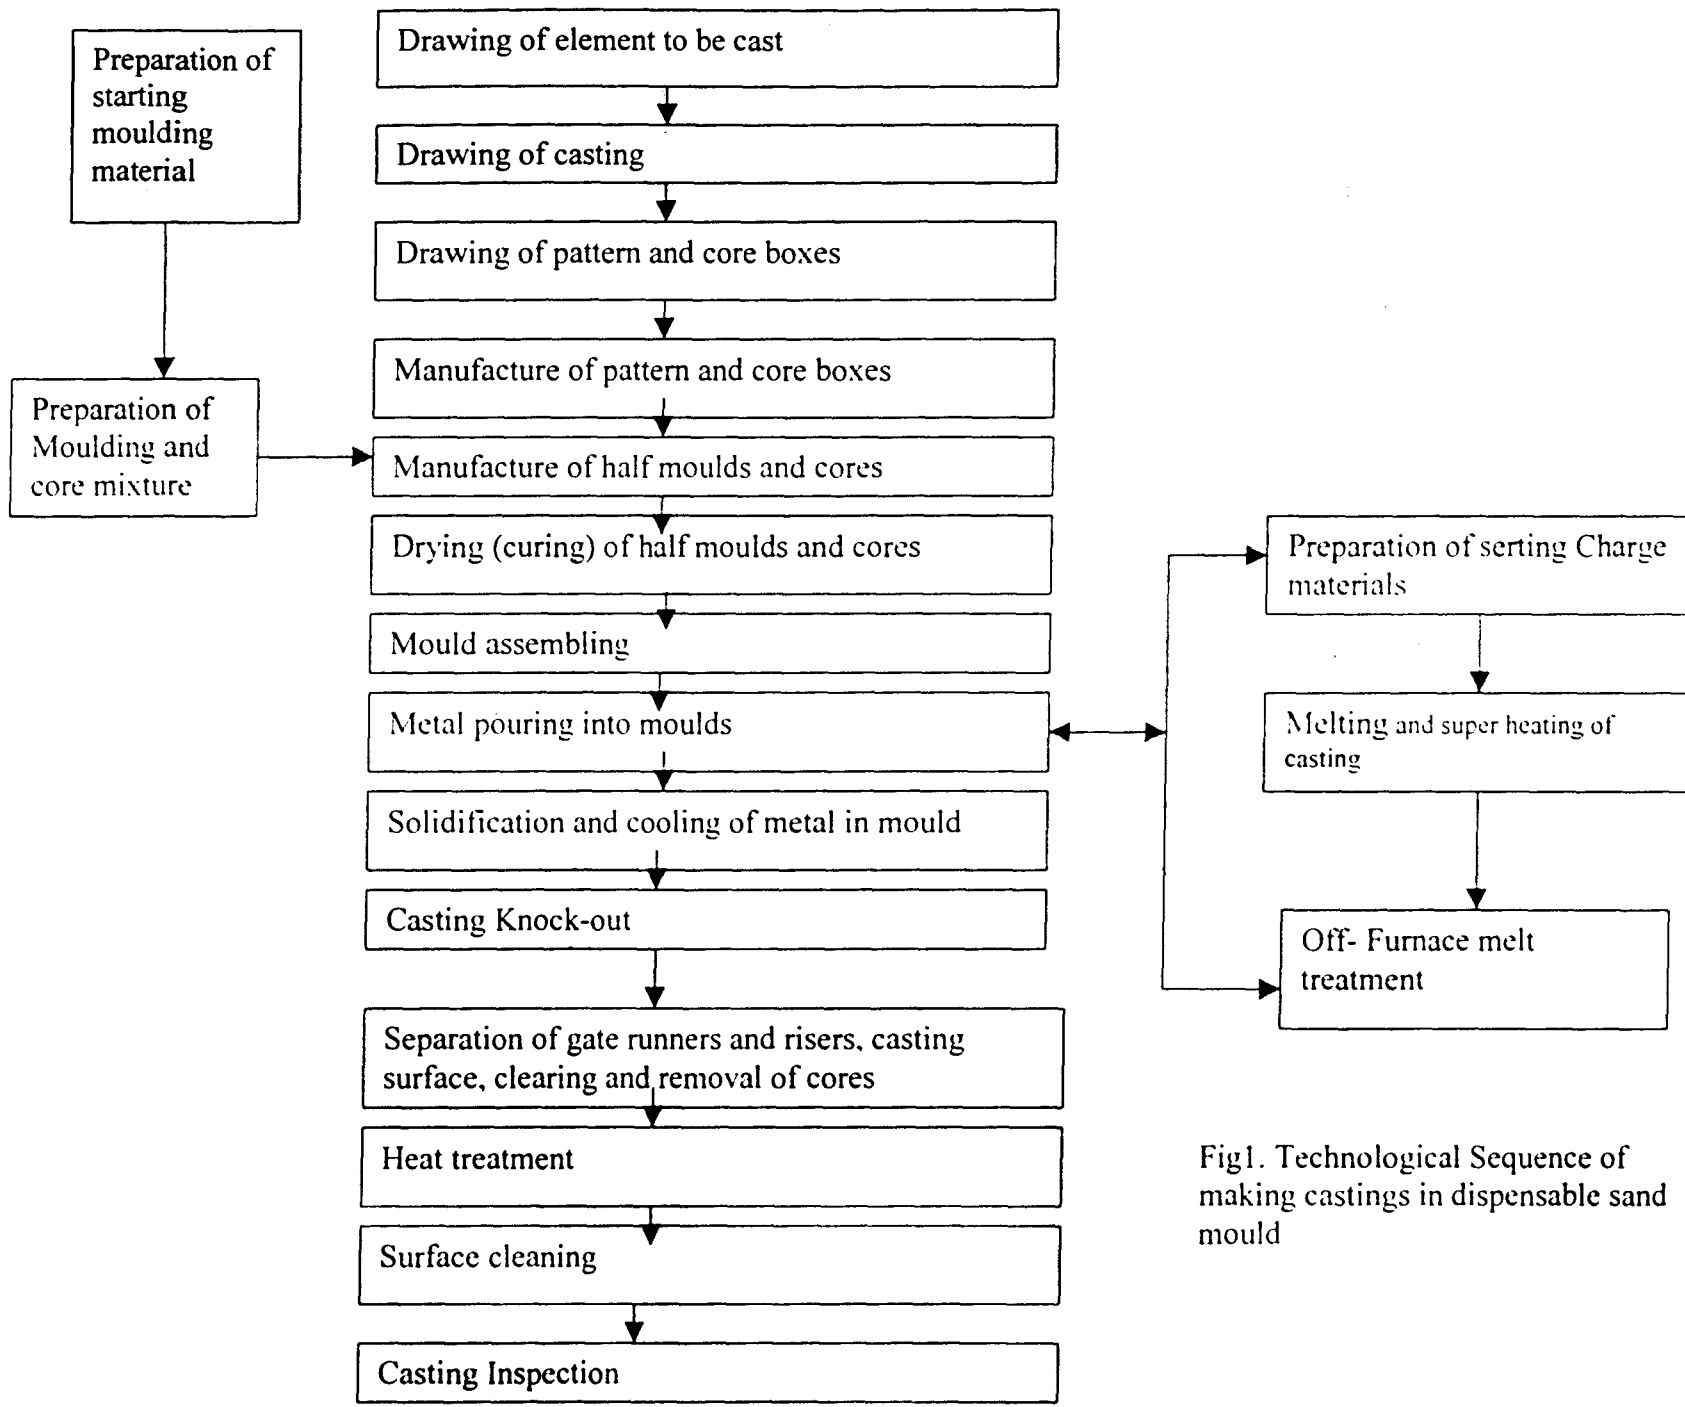 Drawing of element to be cast
Preparation of
starting
moulding
material
Drawing of casting
Drawing of pattern and core boxes
Manufacture of pattern and core boxes
Preparation of
Moulding and
core mixture
Manufacture of half moulds and cores
Drying (curing) of half moulds and cores
Preparation of serting Charge
materials
Mould assembling
Metal pouring into moulds
Melting and super heating of
casting
Solidification and cooling of metal in mould
Casting Knock-out
Off- Furnace melt
treatment
Separation of gate runners and risers, casting
surface, clearing and removal of cores
Heat treatment
Surface cleaning
Casting Inspection
Fig1. Technological Sequence of
making castings in dispensable sand
mould